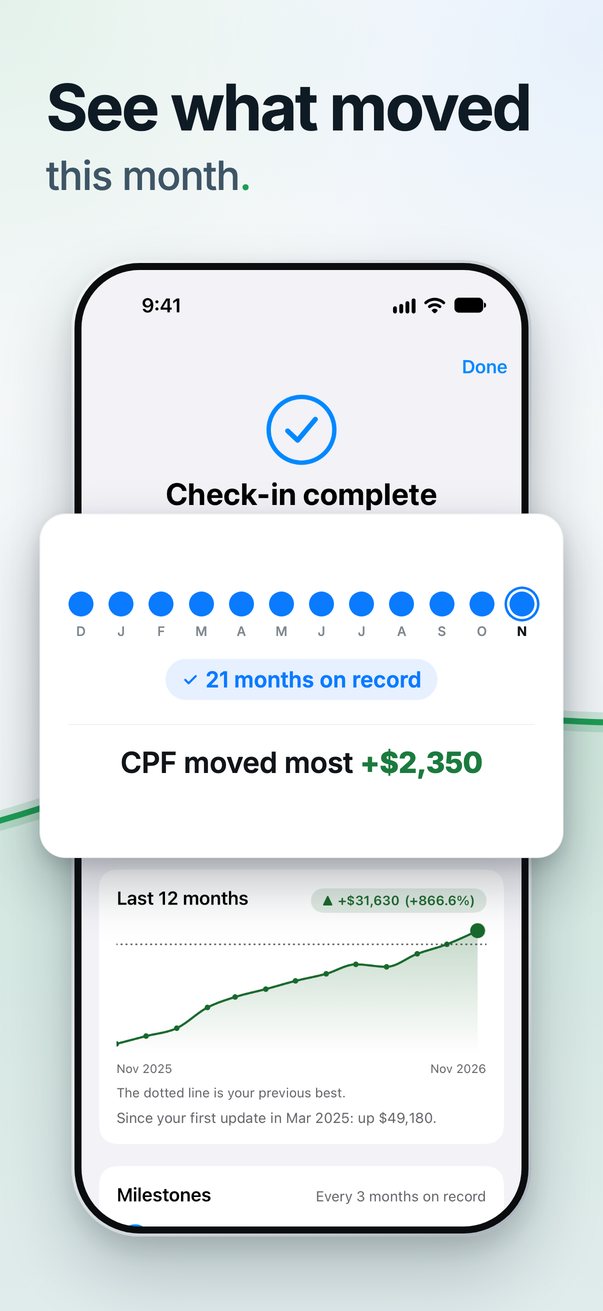 See what moved
this month.
9:41
Done
Check-in complete
D J F M A M J J A S O N
21 months on record
CPF moved most +$2,350
Last 12 months
▲ +$31,630 (+866.6%)
Nov 2025
Nov 2026
The dotted line is your previous best.
Since your first update in Mar 2025: up $49,180.
Milestones
Every 3 months on record